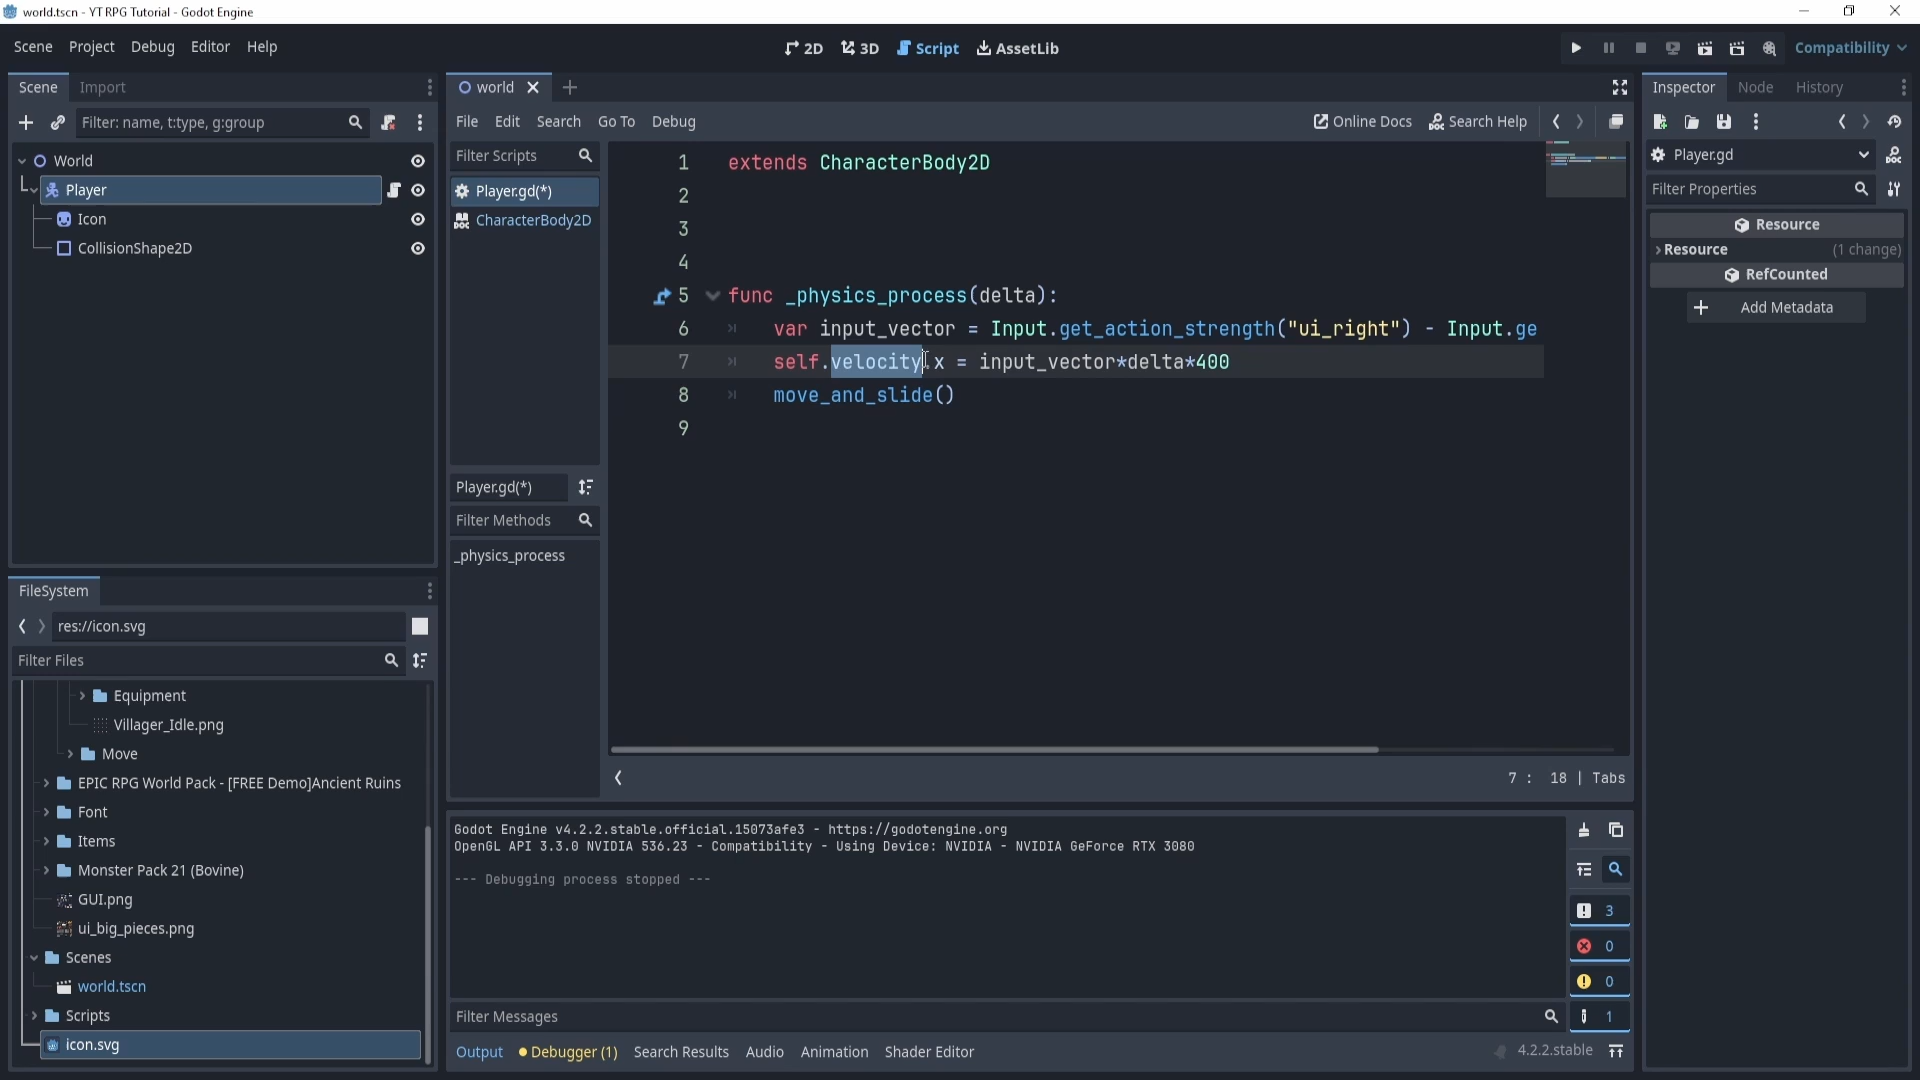 world.tscn - YT RPG Tutorial - Godot Engine
Scene Project Debug Editor Help
2D 3D Script AssetLib
Compatibility
Scene Import
Filter: name, t:type, g:group
World
Player
Icon
CollisionShape2D
FileSystem
res://icon.svg
Filter Files
Equipment
Villager_Idle.png
Move
EPIC RPG World Pack - [FREE Demo]Ancient Ruins
Font
Items
Monster Pack 21 (Bovine)
GUI.png
ui_big_pieces.png
Scenes
world.tscn
Scripts
icon.svg
world
File Edit Search Go To Debug
Online Docs Search Help
Filter Scripts
Player.gd(*)
CharacterBody2D
Player.gd(*)
Filter Methods
_physics_process
1 extends CharacterBody2D
2
3
4
5 func _physics_process(delta):
6 var input_vector = Input.get_action_strength("ui_right") - Input.ge
7 self.velocity.x = input_vector*delta*400
8 move_and_slide()
9
7 : 18 | Tabs
Godot Engine v4.2.2.stable.official.15073afe3 - https://godotengine.org
OpenGL API 3.3.0 NVIDIA 536.23 - Compatibility - Using Device: NVIDIA - NVIDIA GeForce RTX 3080
--- Debugging process stopped ---
3
0
0
1
Filter Messages
Output Debugger (1) Search Results Audio Animation Shader Editor
4.2.2.stable
Inspector Node History
Player.gd
Filter Properties
Resource
Resource (1 change)
RefCounted
Add Metadata